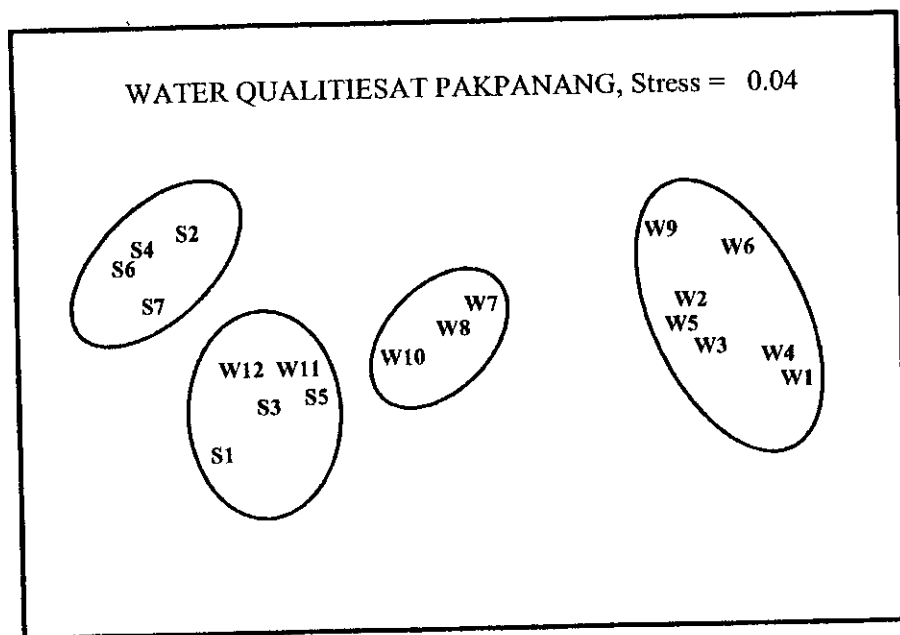 WATER QUALITIESAT PAKPANANG, Stress = 0.04
S2
S4
S6
S7
W9
W6
W2
W5
W3
W4
W1
W7
W8
W10
W12 W11
S3 S5
S1